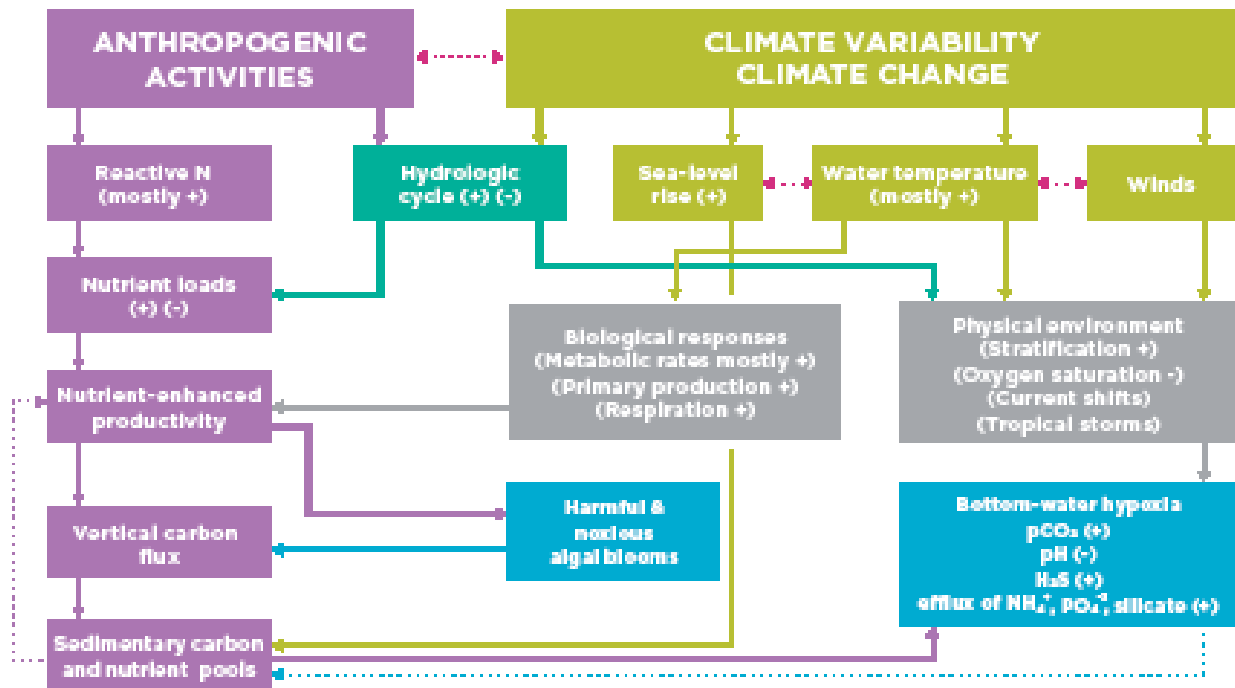 ANTHROPOGENIC
ACTIVITIES
CLIMATE VARIABILITY
CLIMATE CHANGE
Reactive N
(mostly +)
Hydrologic
cycle (+) (-)
Sea-level
rise (+)
Water temperature
(mostly +)
Winds
Nutrient loads
(+) (-)
Biological responses
(Metabolic rates mostly +)
(Primary production +)
(Respiration +)
Physical environment
(Stratification +)
(Oxygen saturation -)
(Current shifts)
(Tropical storms)
Nutrient-enhanced
productivity
Harmful &
noxious
algal blooms
Bottom-water hypoxia
pCO₂ (+)
pH (-)
H₂S (+)
efflux of NH₄⁺, PO₄⁻³, silicate (+)
Vertical carbon
flux
Sedimentary carbon
and nutrient pools